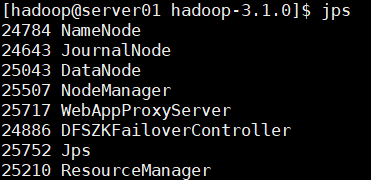 [hadoop@server01 hadoop-3.1.0]$ jps
24784 NameNode
24643 JournalNode
25043 DataNode
25507 NodeManager
25717 WebAppProxyServer
24886 DFSZKFailoverController
25752 Jps
25210 ResourceManager